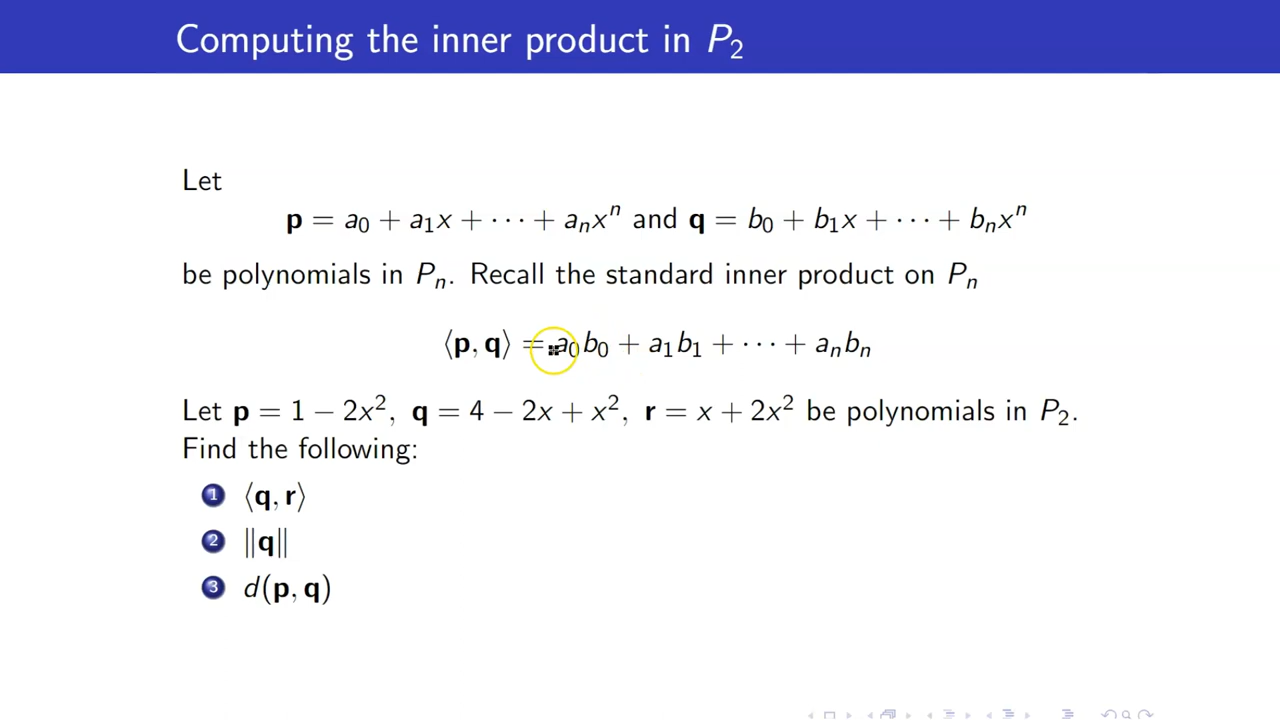 Computing the inner product in P₂
Let
p = a₀ + a₁x + ⋯ + aₙxⁿ and q = b₀ + b₁x + ⋯ + bₙxⁿ
be polynomials in Pₙ. Recall the standard inner product on Pₙ
⟨p, q⟩ = a₀b₀ + a₁b₁ + ⋯ + aₙbₙ
Let p = 1 − 2x², q = 4 − 2x + x², r = x + 2x² be polynomials in P₂.
Find the following:
1 ⟨q, r⟩
2 ‖q‖
3 d(p, q)